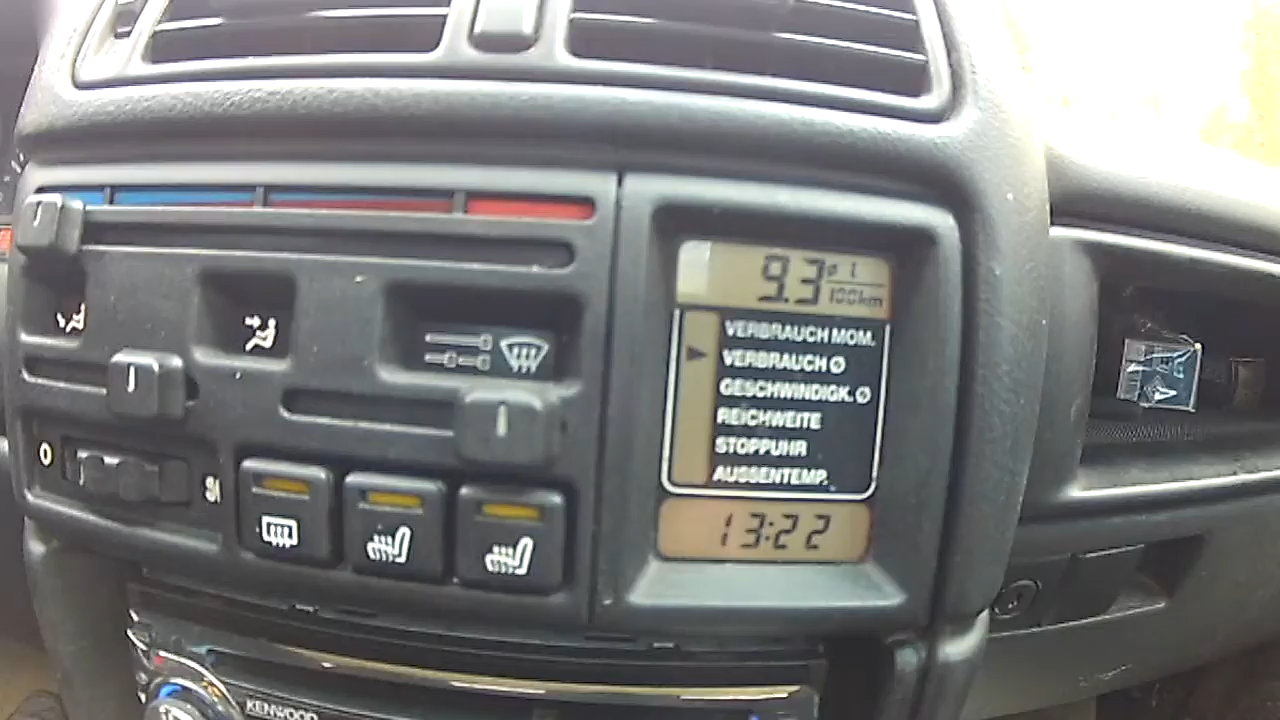 9.3 ø l
100km
VERBRAUCH MOM.
VERBRAUCH Ø
GESCHWINDIGK. Ø
REICHWEITE
STOPPUHR
AUSSENTEMP.
13:22
0
KENWOOD